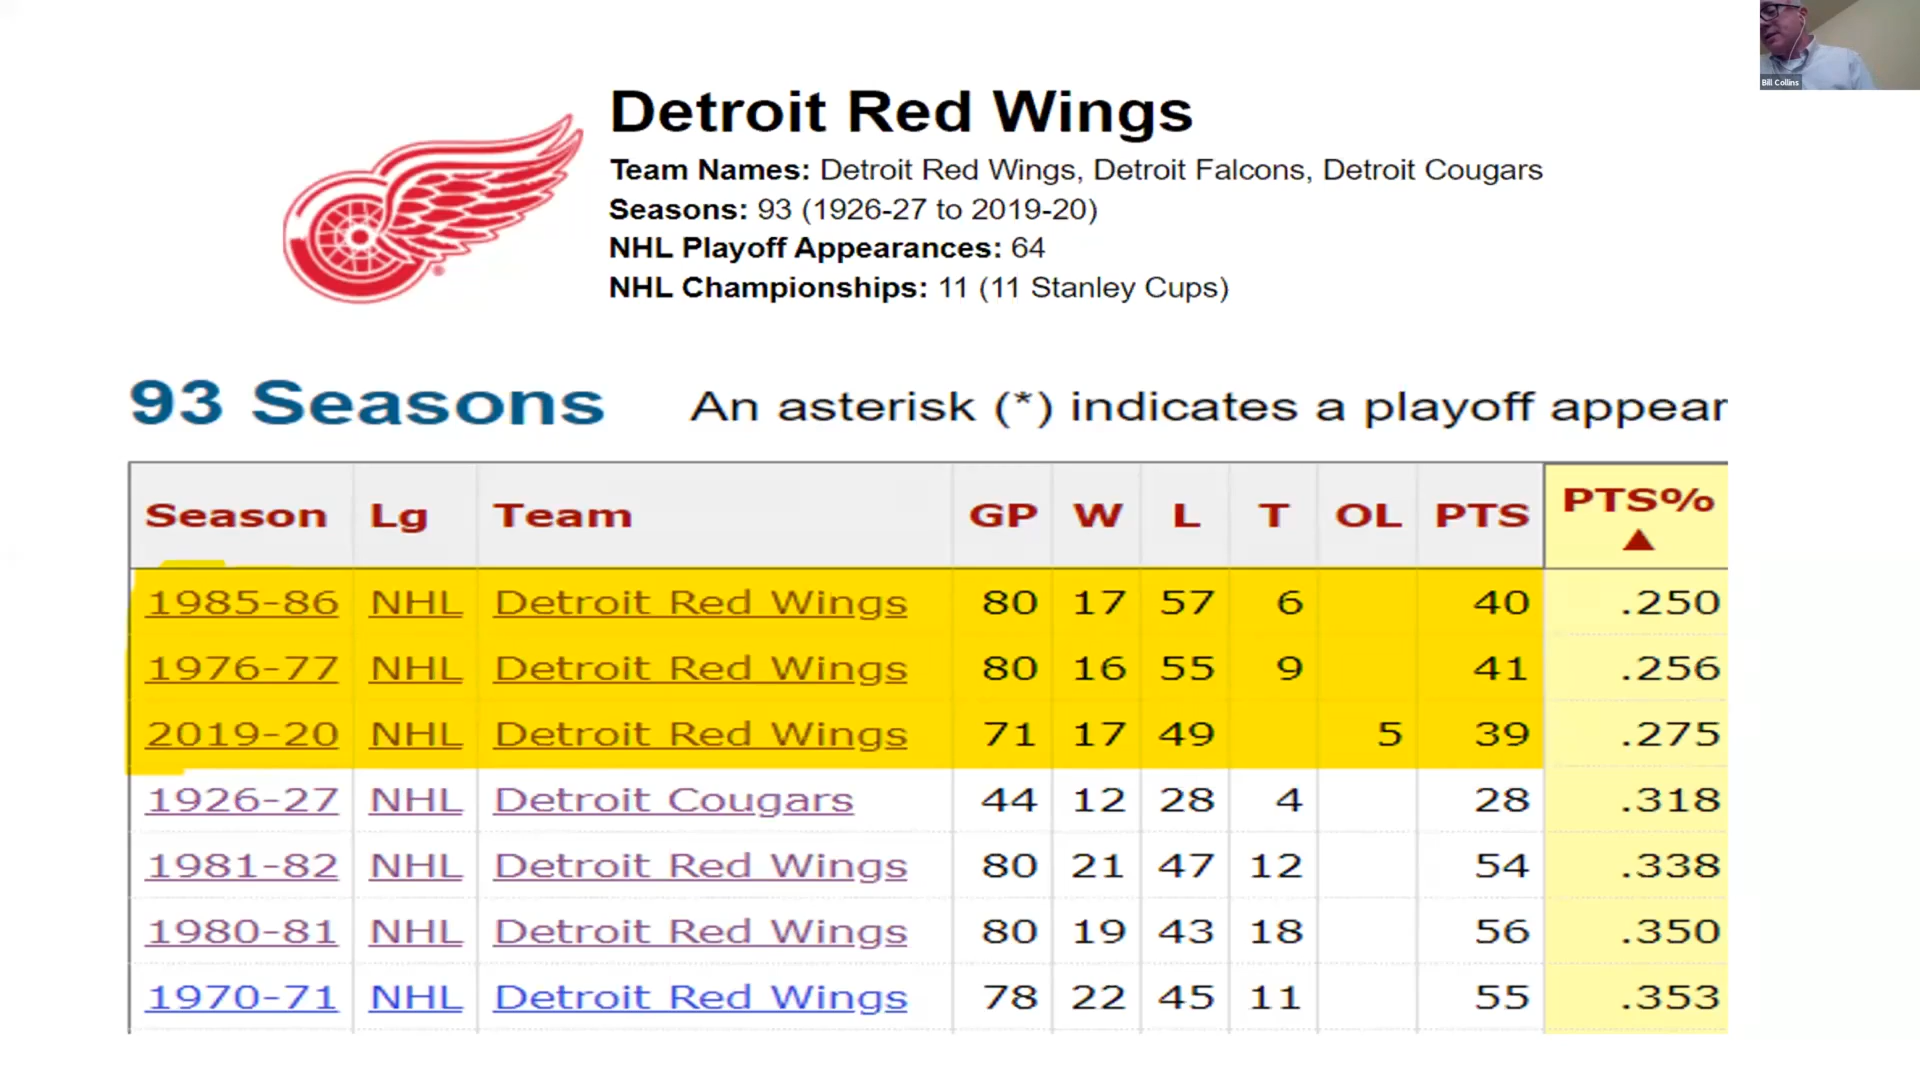 Bill Collins
Detroit Red Wings
Team Names: Detroit Red Wings, Detroit Falcons, Detroit Cougars
Seasons: 93 (1926-27 to 2019-20)
NHL Playoff Appearances: 64
NHL Championships: 11 (11 Stanley Cups)
93 Seasons An asterisk (*) indicates a playoff appear
Season Lg Team GP W L T OL PTS PTS% ▲
1985-86 NHL Detroit Red Wings 80 17 57 6 40 .250
1976-77 NHL Detroit Red Wings 80 16 55 9 41 .256
2019-20 NHL Detroit Red Wings 71 17 49 5 39 .275
1926-27 NHL Detroit Cougars 44 12 28 4 28 .318
1981-82 NHL Detroit Red Wings 80 21 47 12 54 .338
1980-81 NHL Detroit Red Wings 80 19 43 18 56 .350
1970-71 NHL Detroit Red Wings 78 22 45 11 55 .353